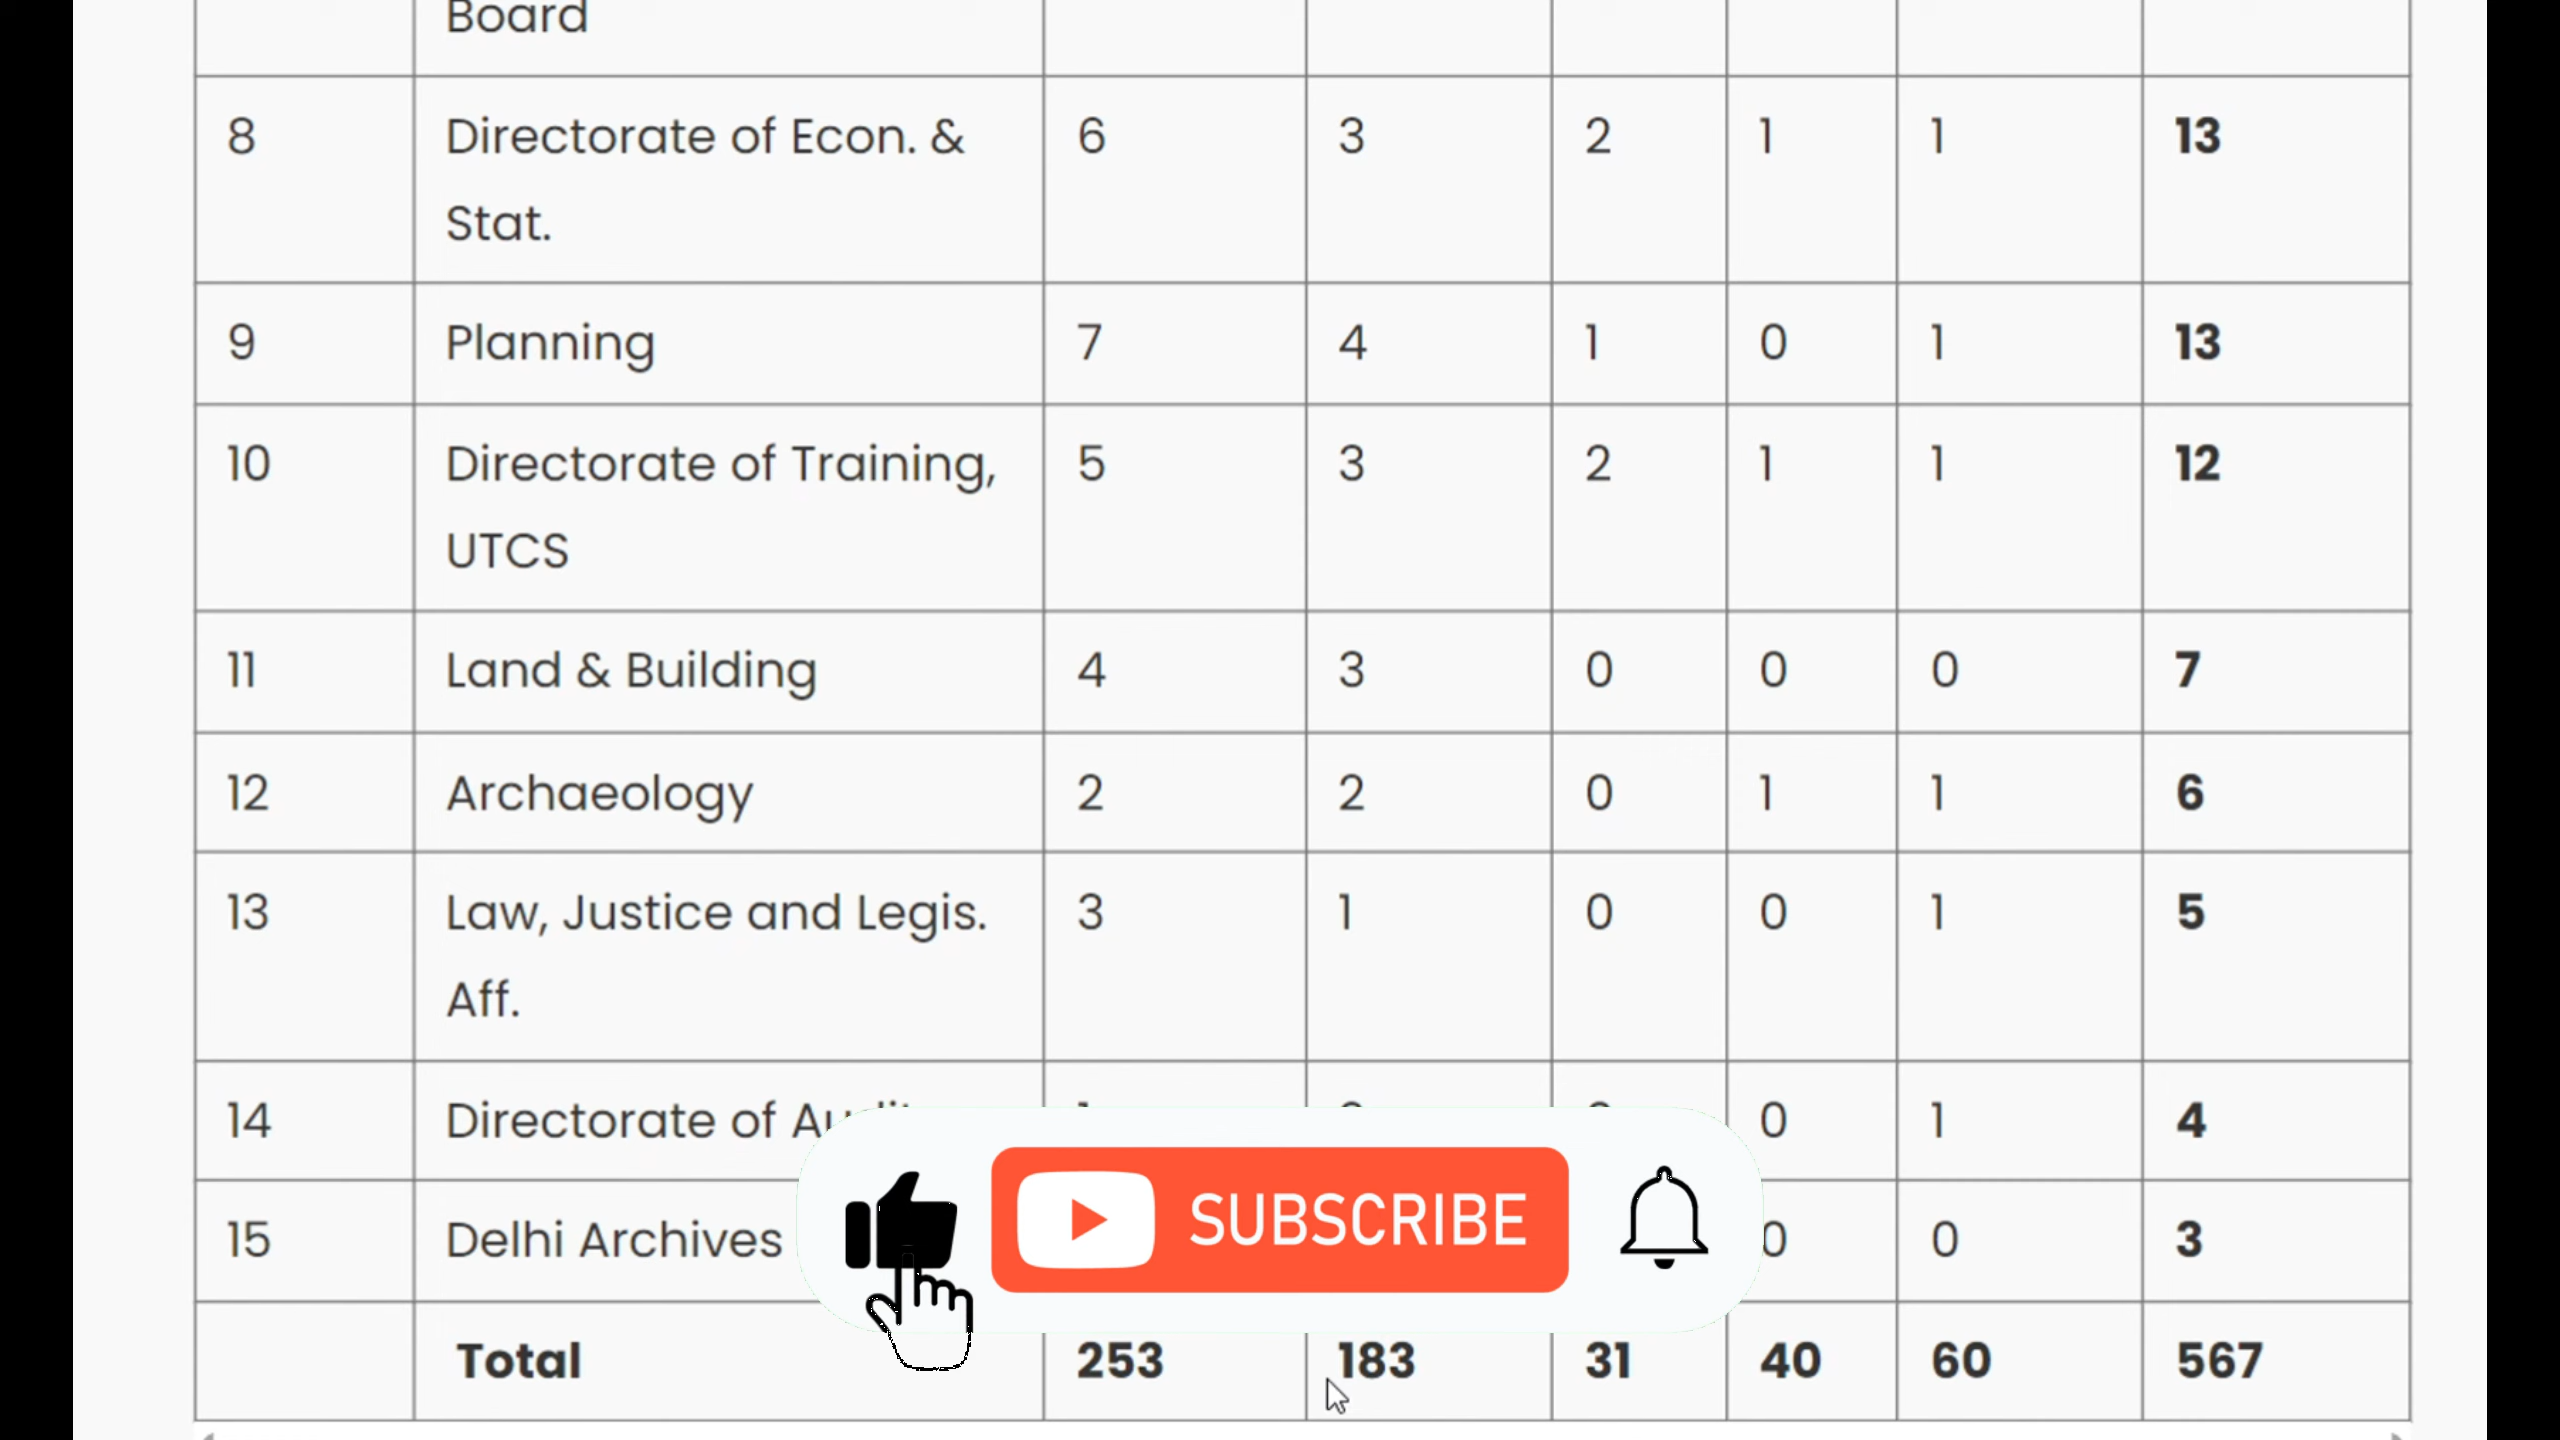 Board
8 Directorate of Econ. & 6 3 2 1 1 13
Stat.
9 Planning 7 4 1 0 1 13
10 Directorate of Training, 5 3 2 1 1 12
UTCS
11 Land & Building 4 3 0 0 0 7
12 Archaeology 2 2 0 1 1 6
13 Law, Justice and Legis. 3 1 0 0 1 5
Aff.
14 Directorate of 0 1 4
15 Delhi Archives 0 0 3
SUBSCRIBE
Total 253 183 31 40 60 567